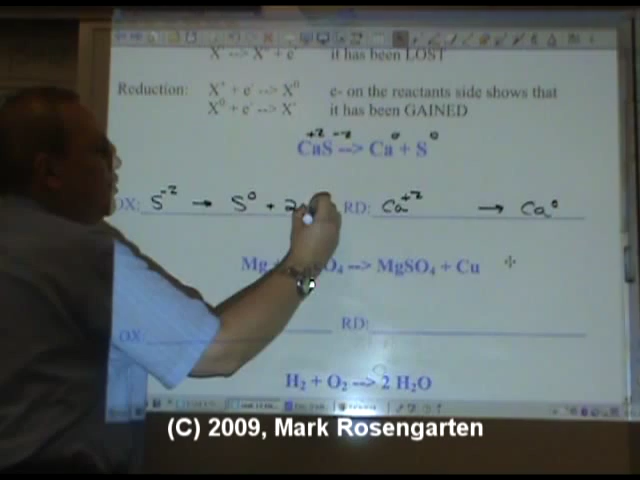 X⁻ --> X⁺ + e⁻ it has been LOST
Reduction: X⁺ + e⁻ --> X⁰ e- on the reactants side shows that
X⁰ + e⁻ --> X⁻ it has been GAINED
+2 -2 0 0
CaS --> Ca + S
OX: S⁻² → S⁰ + 2 RD: Ca⁺² → Ca⁰
Mg + O₄ --> MgSO₄ + Cu
OX RD:
H₂ + O₂ --> 2 H₂O
(C) 2009, Mark Rosengarten